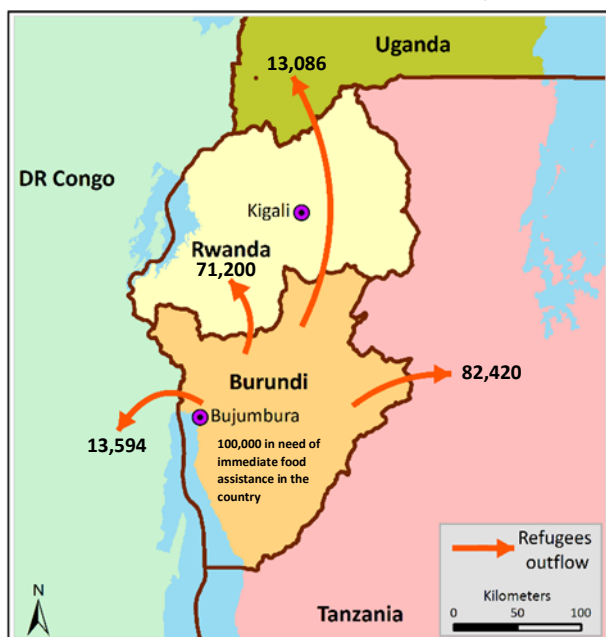 Uganda
13,086
DR Congo
Kigali
Rwanda
71,200
82,420
Burundi
Bujumbura
13,594
100,000 in need of
immediate food
assistance in the
country
Refugees
outflow
Kilometers
0 50 100
N
Tanzania